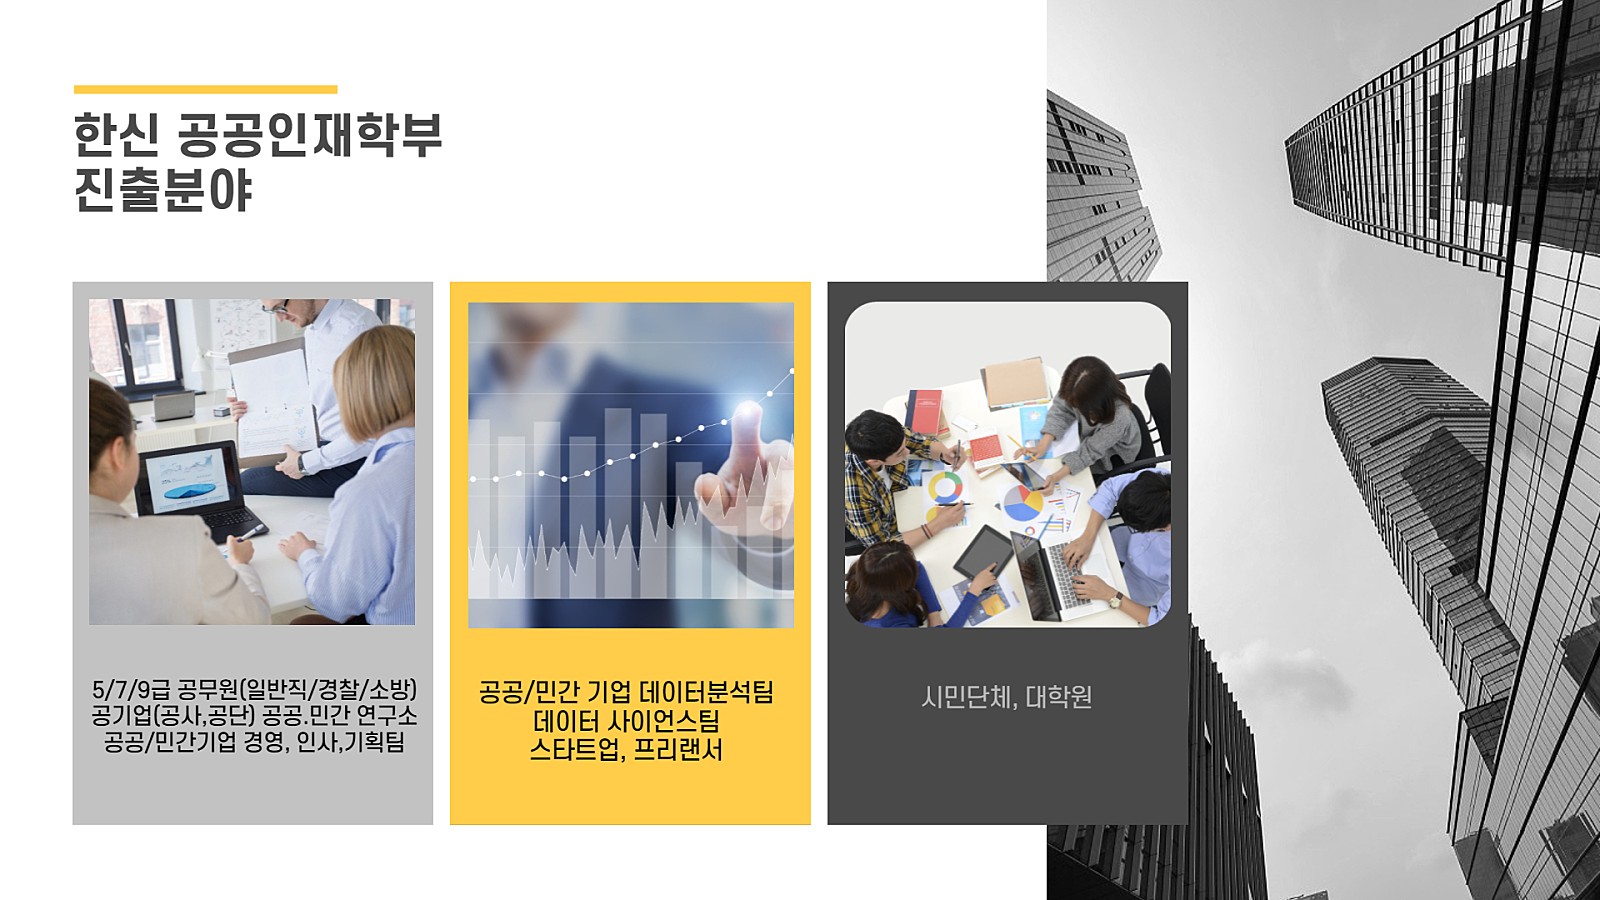 한신 공공인재학부
진출분야
5/7/9급 공무원(일반직/경찰/소방)
공기업(공사,공단) 공공.민간 연구소
공공/민간기업 경영, 인사,기획팀
공공/민간 기업 데이터분석팀
데이터 사이언스팀
스타트업, 프리랜서
시민단체, 대학원